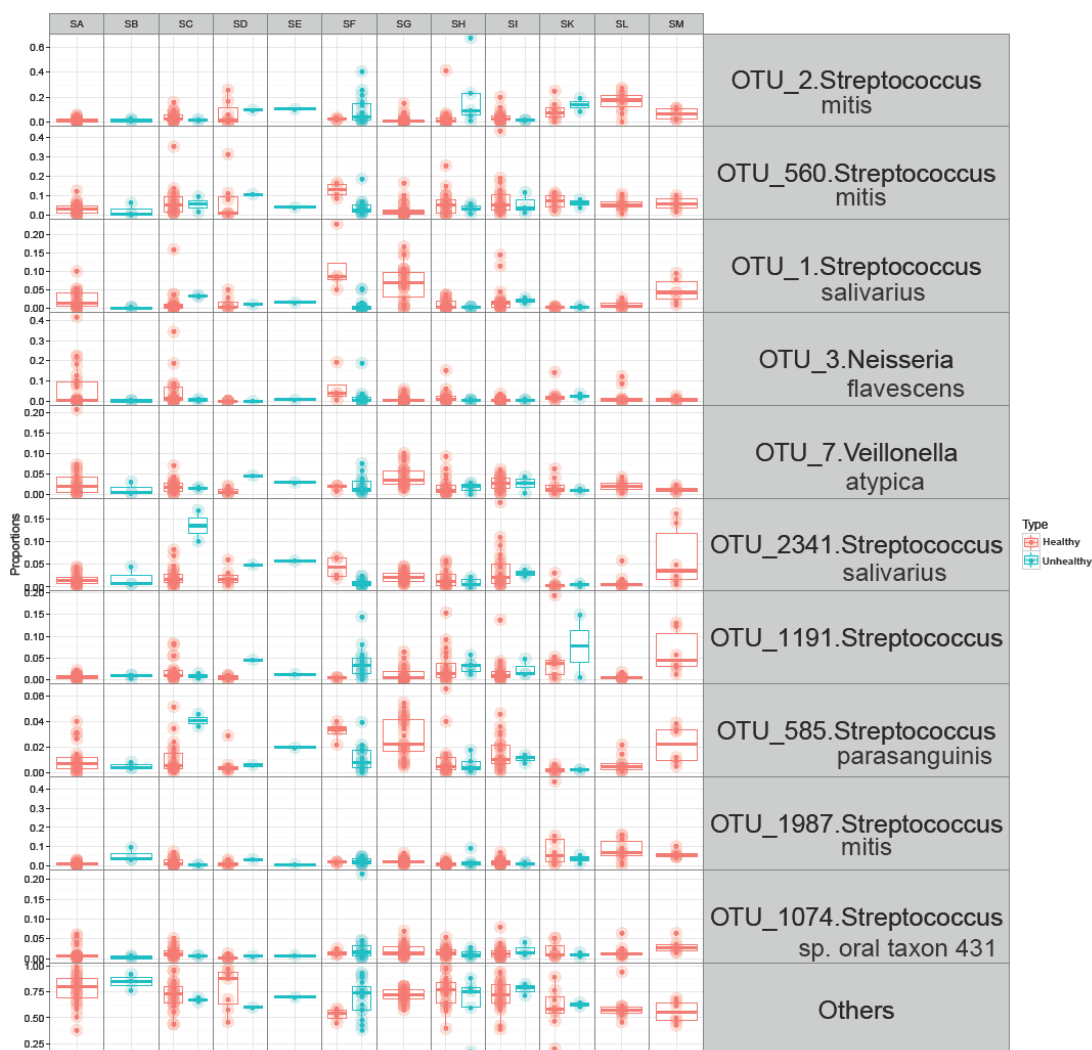 SA SB SC SD SE SF SG SH SI SK SL SM
0.6
0.4
0.2
0.0
OTU_2.Streptococcus
mitis
0.4
0.3
0.2
0.1
0.0
OTU_560.Streptococcus
mitis
0.20
0.15
0.10
0.05
0.00
OTU_1.Streptococcus
salivarius
0.4
0.3
0.2
0.1
0.0
OTU_3.Neisseria
flavescens
0.20
0.15
0.10
0.05
0.00
OTU_7.Veillonella
atypica
Proportions
0.15
0.10
0.05
0.00
OTU_2341.Streptococcus
salivarius
Type
Healthy
Unhealthy
0.20
0.15
0.10
0.05
0.00
OTU_1191.Streptococcus
0.06
0.04
0.02
0.00
OTU_585.Streptococcus
parasanguinis
0.4
0.3
0.2
0.1
0.0
OTU_1987.Streptococcus
mitis
0.20
0.15
0.10
0.05
0.00
OTU_1074.Streptococcus
sp. oral taxon 431
1.00
0.75
0.50
0.25
Others